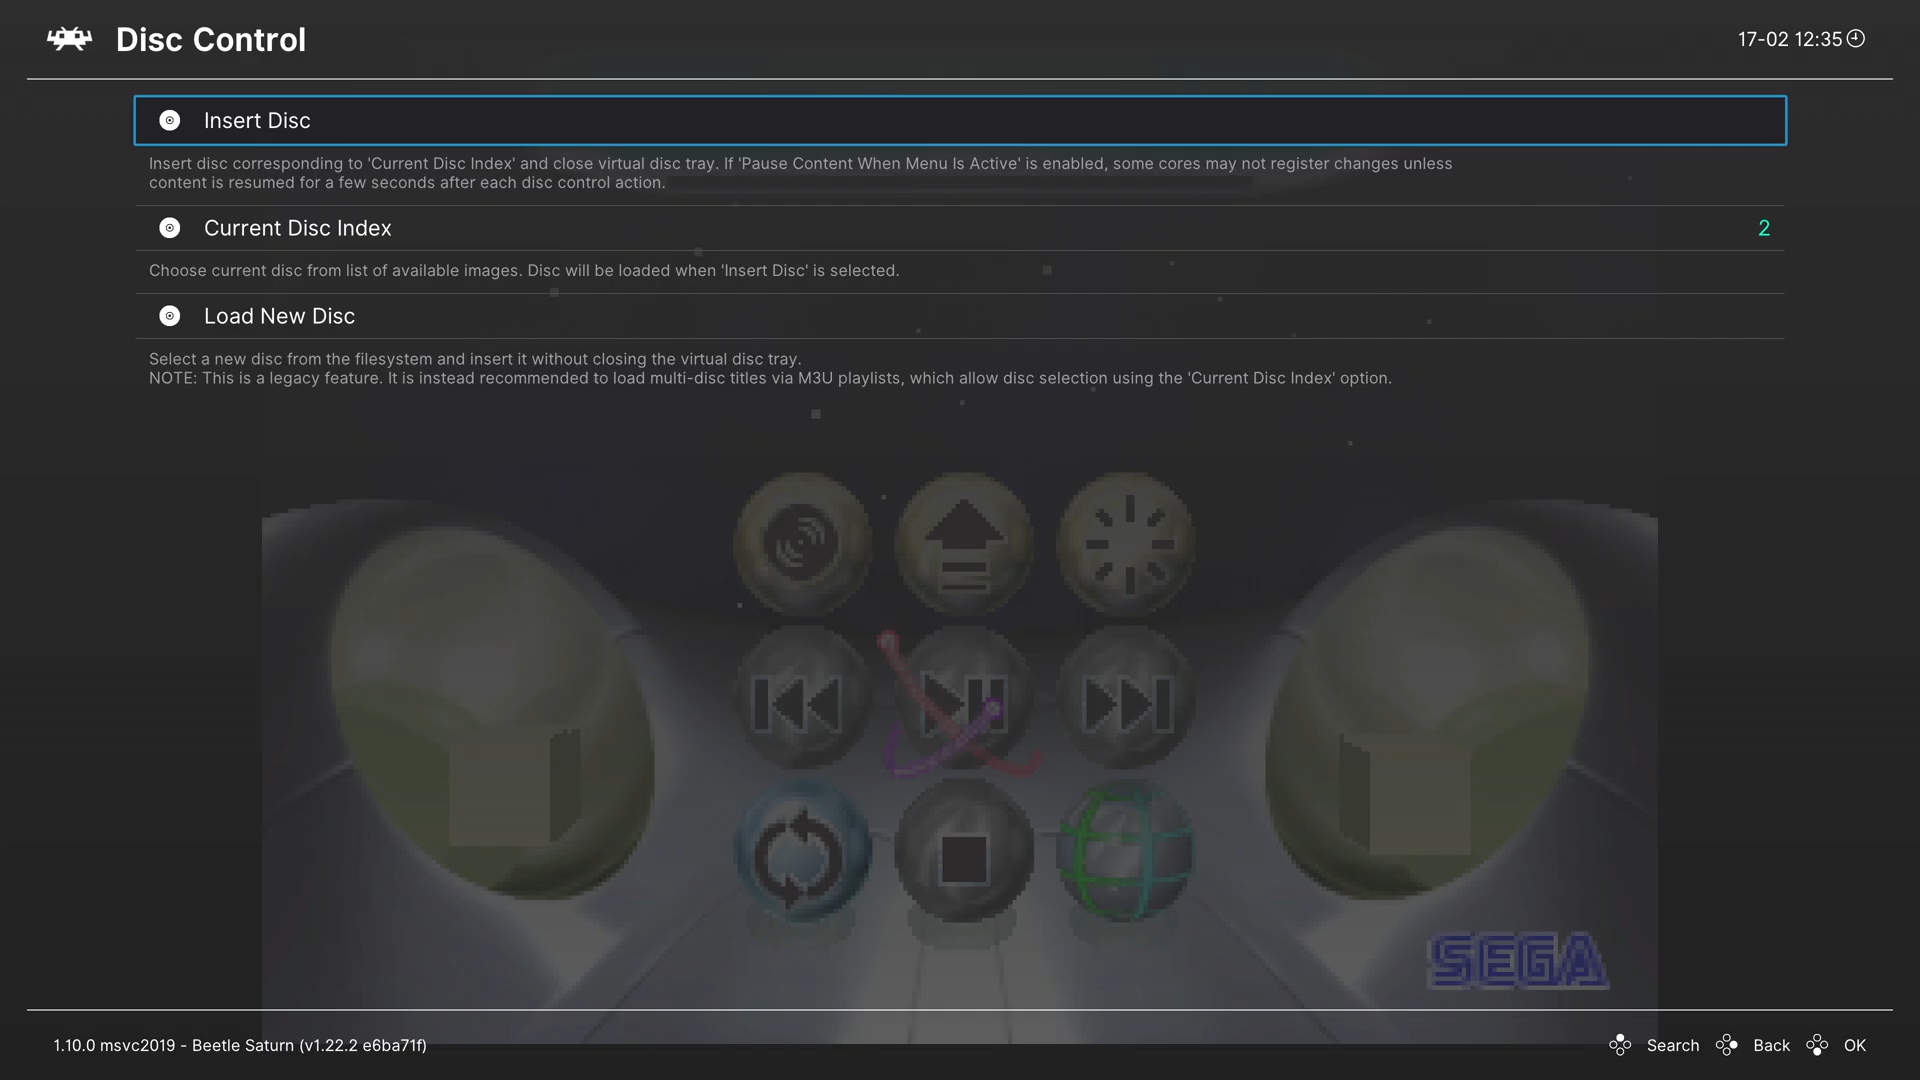 Disc Control
17-02 12:35
Insert Disc
Insert disc corresponding to 'Current Disc Index' and close virtual disc tray. If 'Pause Content When Menu Is Active' is enabled, some cores may not register changes unless
content is resumed for a few seconds after each disc control action.
Current Disc Index 2
Choose current disc from list of available images. Disc will be loaded when 'Insert Disc' is selected.
Load New Disc
Select a new disc from the filesystem and insert it without closing the virtual disc tray.
NOTE: This is a legacy feature. It is instead recommended to load multi-disc titles via M3U playlists, which allow disc selection using the 'Current Disc Index' option.
SEGA
1.10.0 msvc2019 - Beetle Saturn (v1.22.2 e6ba71f)
Search Back OK